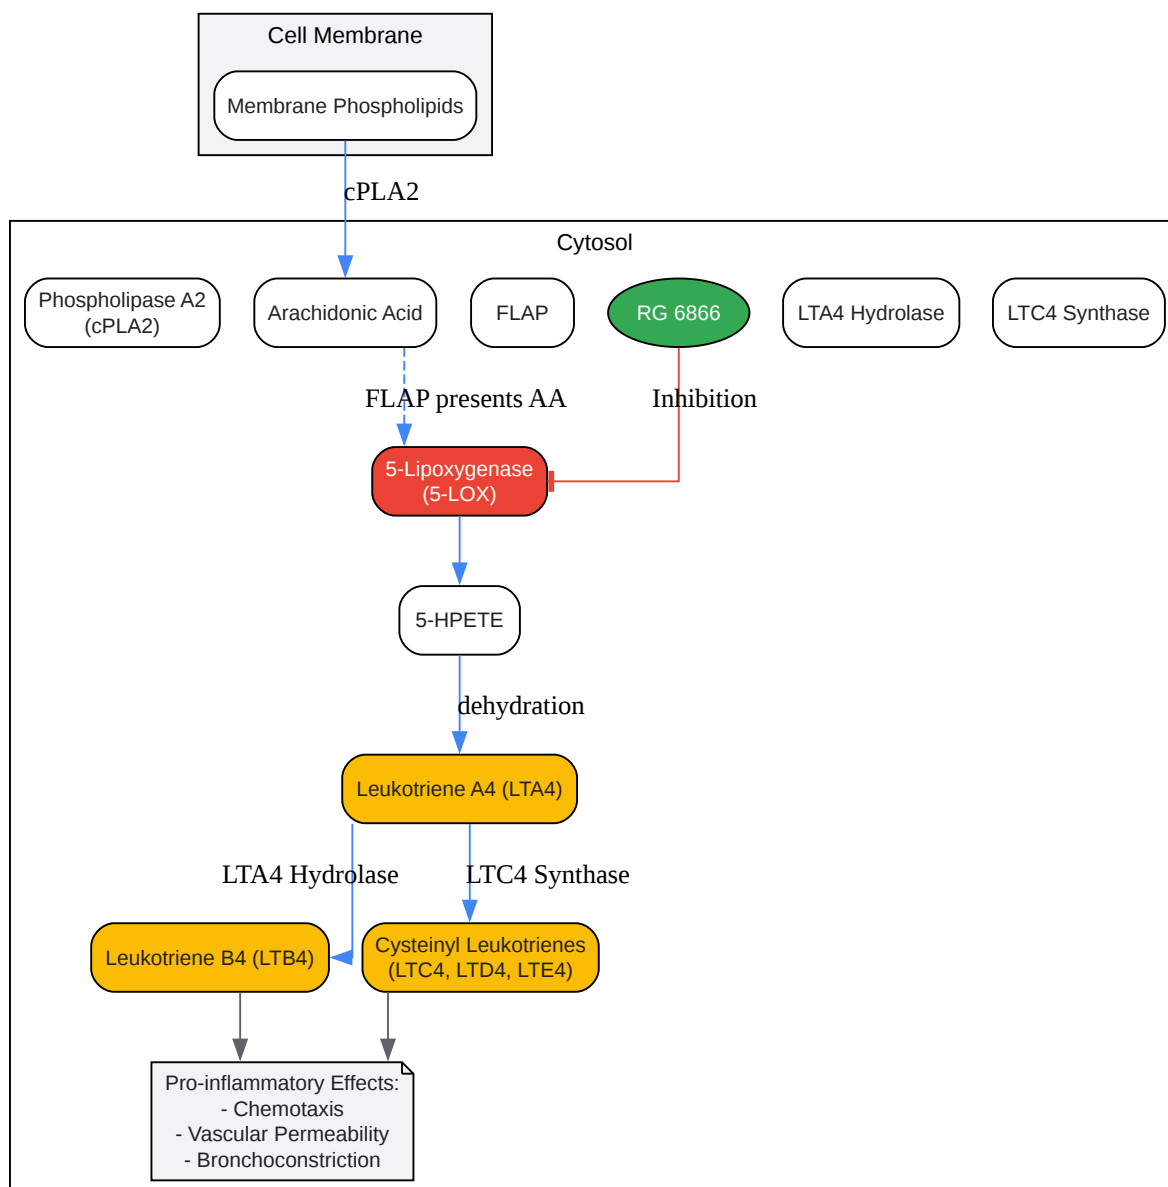 Cell Membrane
Membrane Phospholipids
cPLA2
Cytosol
Phospholipase A2
(cPLA2)
Arachidonic Acid
FLAP
RG 6866
LTA4 Hydrolase
LTC4 Synthase
FLAP presents AA
Inhibition
5-Lipoxygenase
(5-LOX)
5-HPETE
dehydration
Leukotriene A4 (LTA4)
LTA4 Hydrolase
LTC4 Synthase
Leukotriene B4 (LTB4)
Cysteinyl Leukotrienes
(LTC4, LTD4, LTE4)
Pro-inflammatory Effects:
- Chemotaxis
- Vascular Permeability
- Bronchoconstriction